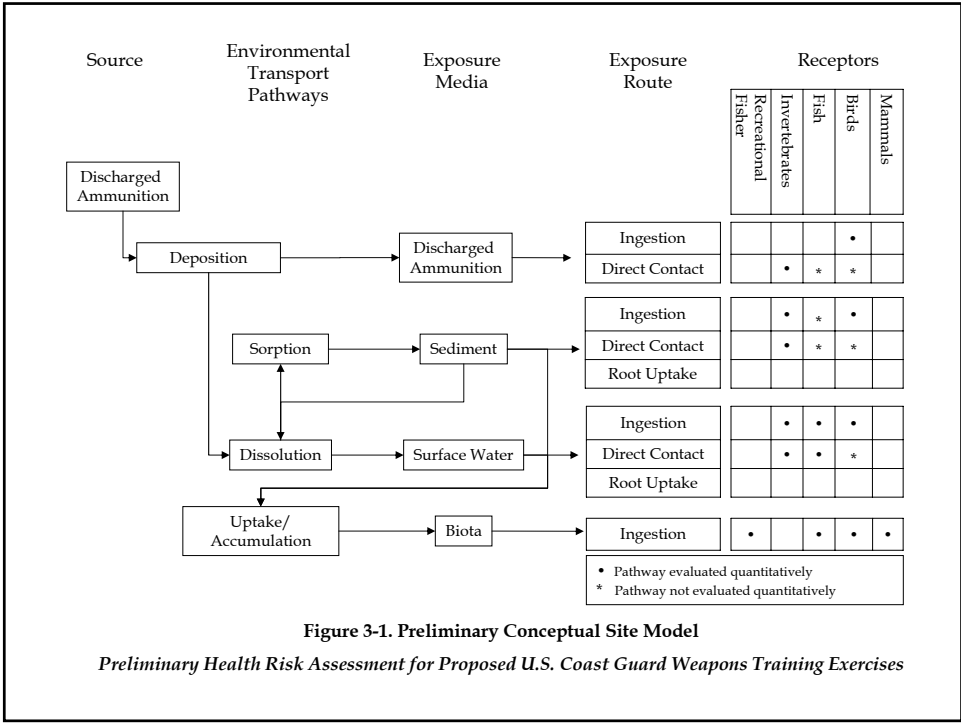 Source
Environmental
Transport
Pathways
Exposure
Media
Exposure
Route
Receptors
Recreational
Fisher
Invertebrates
Fish
Birds
Mammals
Discharged
Ammunition
Deposition
Discharged
Ammunition
Ingestion
•
Direct Contact
• * *
Sorption
Sediment
Ingestion
• * •
Direct Contact
• * *
Root Uptake
Dissolution
Surface Water
Ingestion
• • •
Direct Contact
• • *
Root Uptake
Uptake/
Accumulation
Biota
Ingestion
• • • •
• Pathway evaluated quantitatively
* Pathway not evaluated quantitatively
Figure 3-1. Preliminary Conceptual Site Model
Preliminary Health Risk Assessment for Proposed U.S. Coast Guard Weapons Training Exercises